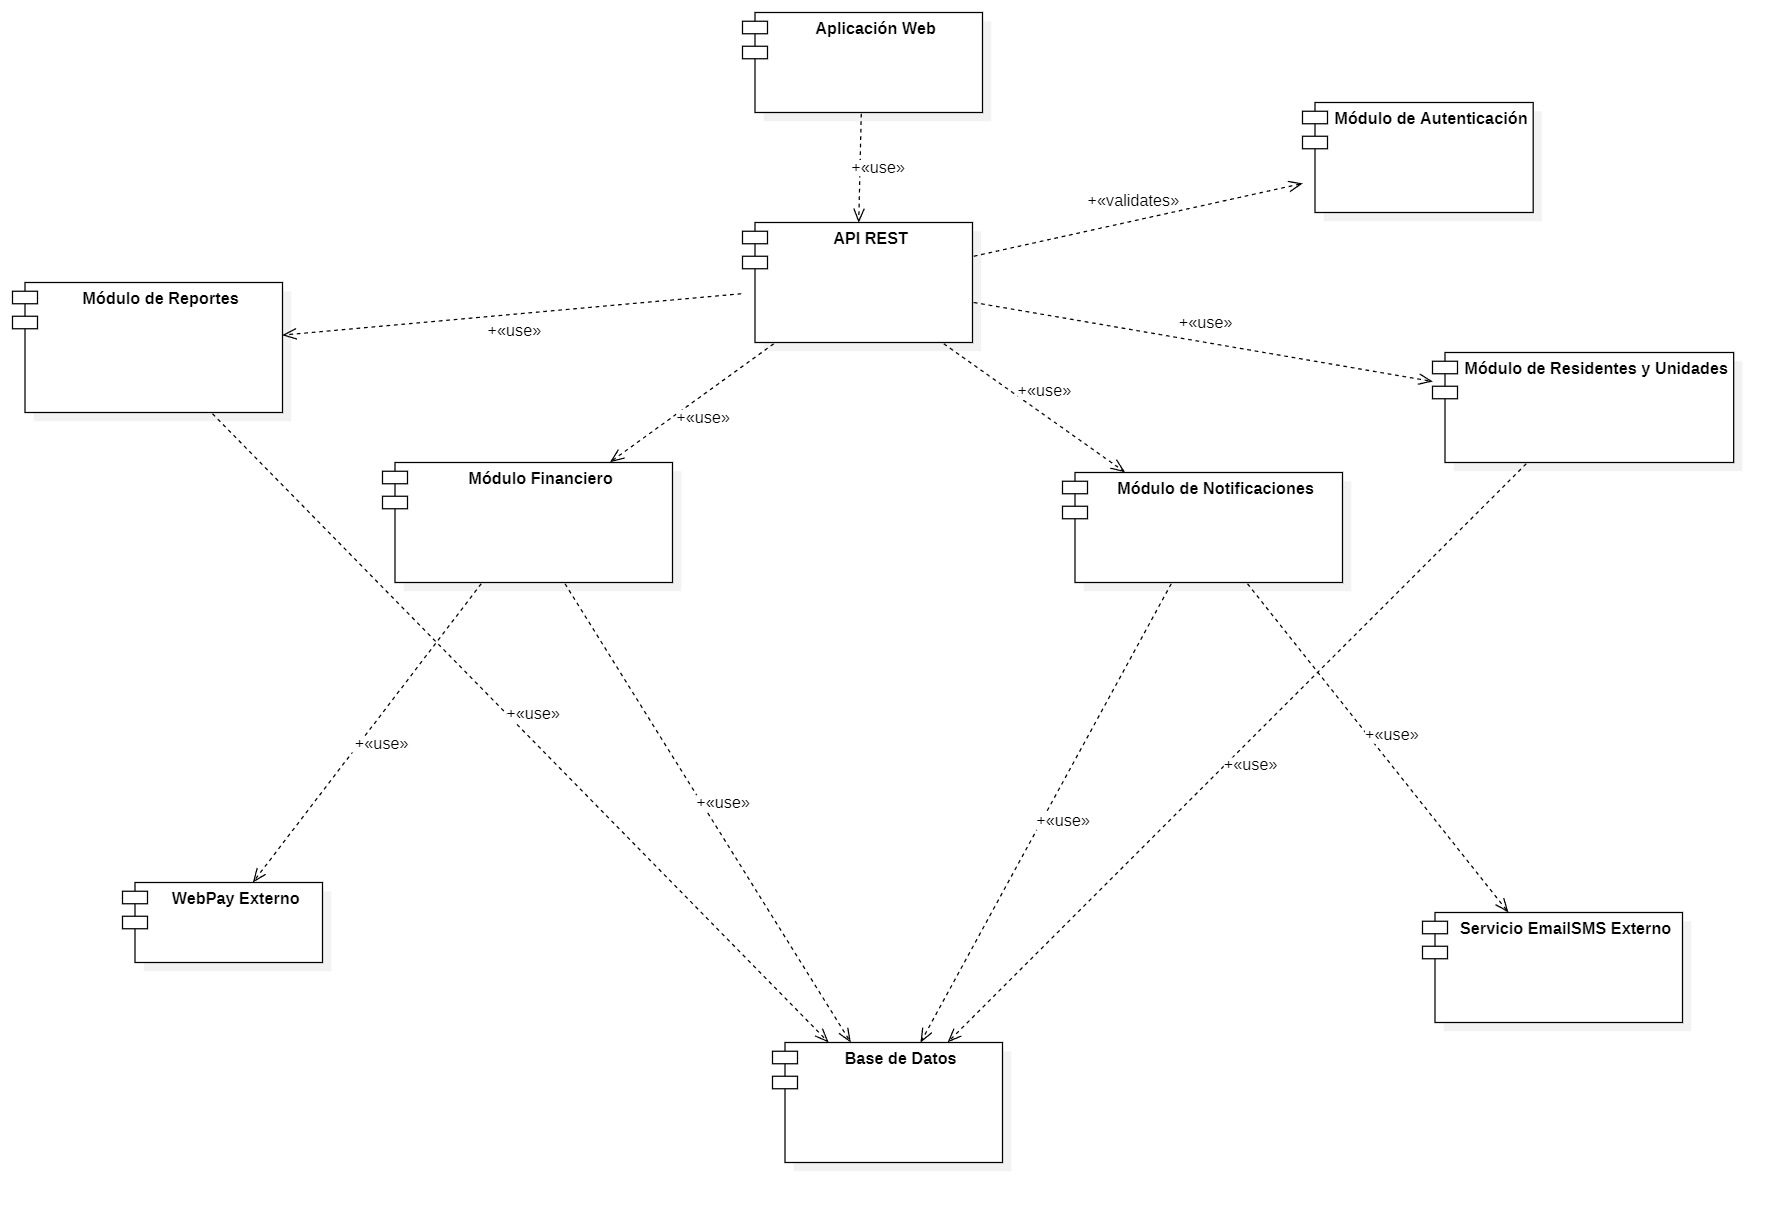 Aplicación Web
Módulo de Autenticación
+«use»
+«validates»
API REST
Módulo de Reportes
+«use»
+«use»
Módulo de Residentes y Unidades
+«use»
+«use»
Módulo Financiero
Módulo de Notificaciones
+«use»
+«use»
+«use»
+«use»
+«use»
+«use»
WebPay Externo
Servicio EmailSMS Externo
Base de Datos